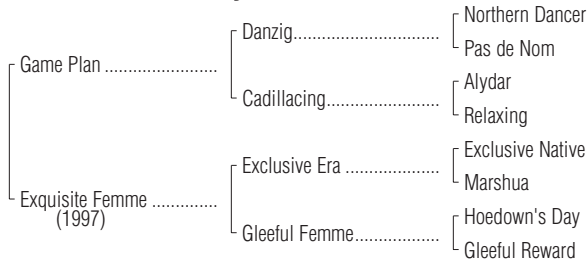 Northern Dancer
Danzig
Pas de Nom
Game Plan
Alydar
Cadillacing
Relaxing
Exclusive Native
Exclusive Era
Marshua
Exquisite Femme
(1997)
Hoedown's Day
Gleeful Femme
Gleeful Reward